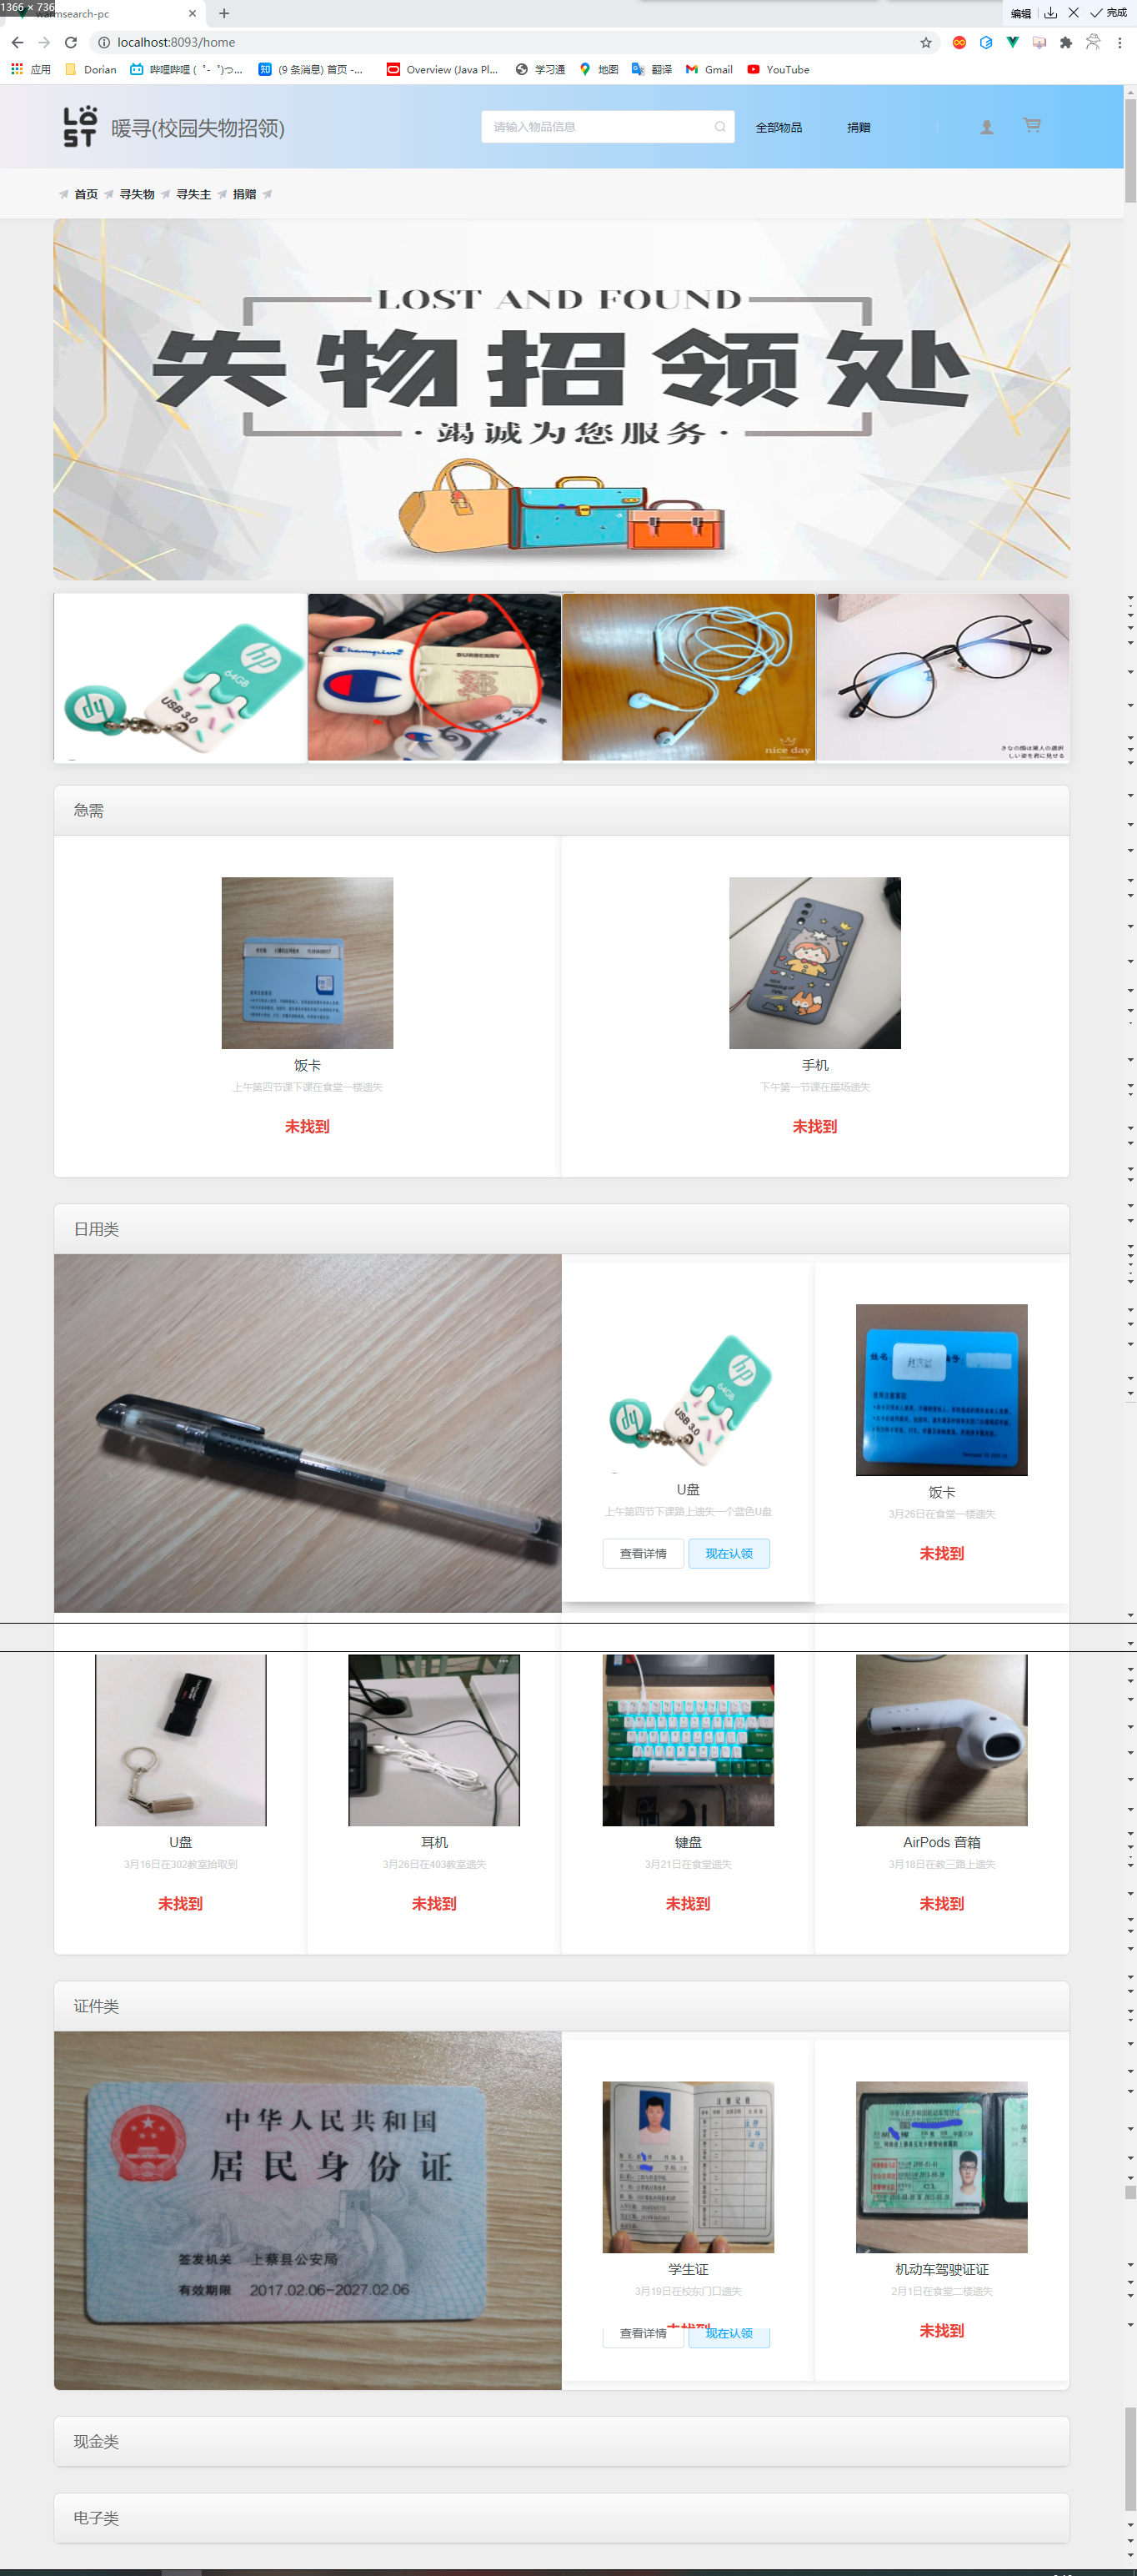 1366 × 736
warmsearch-pc
编辑
完成
localhost:8093/home
应用
Dorian
哔哩哔哩 (゜-゜)つ...
(9 条消息) 首页 -...
Overview (Java Pl...
学习通
地图
翻译
Gmail
YouTube
LOST
暖寻(校园失物招领)
请输入物品信息
全部物品
捐赠
首页
寻失物
寻失主
捐赠
LOST AND FOUND
失物招领处
·竭诚为您服务·
hp
64GB
USB 3.0
Champion
BURBERRY
nice day
急需
饭卡
上午第四节课下课在食堂一楼遗失
未找到
手机
下午第一节课在操场遗失
未找到
日用类
hp
64GB
USB 3.0
U盘
上午第四节下课路上遗失一个蓝色U盘
查看详情
现在认领
饭卡
3月26日在食堂一楼遗失
未找到
U盘
3月16日在302教室拾取到
未找到
耳机
3月26日在403教室遗失
未找到
键盘
3月21日在食堂遗失
未找到
AirPods 音箱
3月18日在教三路上遗失
未找到
证件类
中华人民共和国
居民身份证
签发机关 上蔡县公安局
有效期限 2017.02.06-2027.02.06
学生证
3月19日在校东门口遗失
查看详情
现在认领
机动车驾驶证证
2月1日在食堂二楼遗失
未找到
现金类
电子类